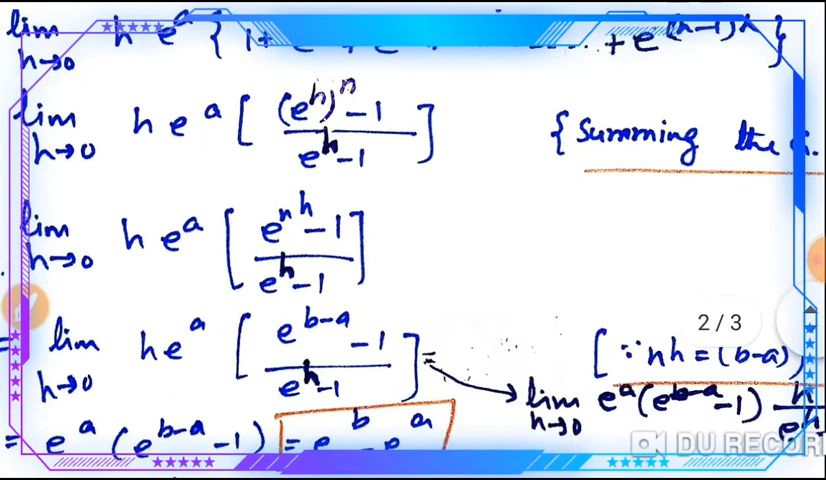 lim h→0 h e^a { 1+ e + e + ...... + e^(n-1)h }
lim h→0 h e^a [ ((e^h)^n - 1) / (e^h - 1) ] { Summing the G.
lim h→0 h e^a [ (e^nh - 1) / (e^h - 1) ]
2/3
= lim h→0 h e^a [ (e^b-a - 1) / (e^h - 1) ] = [ ∵ nh = (b-a)
→ lim h→0 e^a (e^b-a - 1) h / e^h
= e^a (e^b-a - 1) = e^b - e^a
DU RECOR